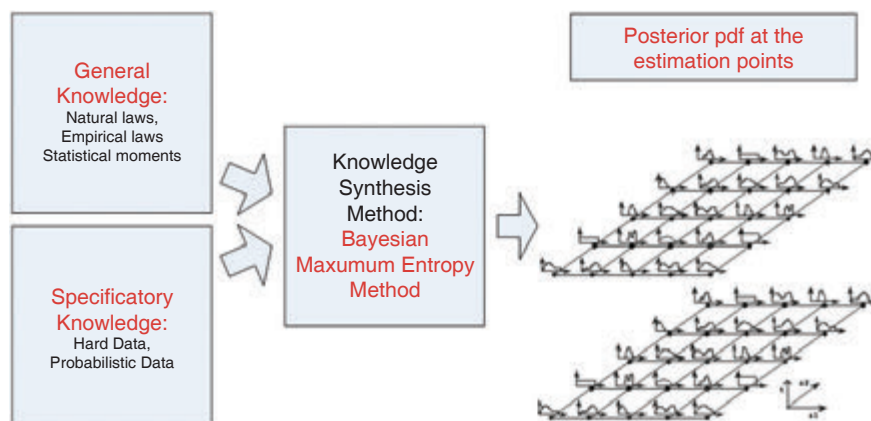 General
Knowledge:
Natural laws,
Empirical laws
Statistical moments
Specificatory
Knowledge:
Hard Data,
Probabilistic Data
Knowledge
Synthesis
Method:
Bayesian
Maxumum Entropy
Method
Posterior pdf at the
estimation points